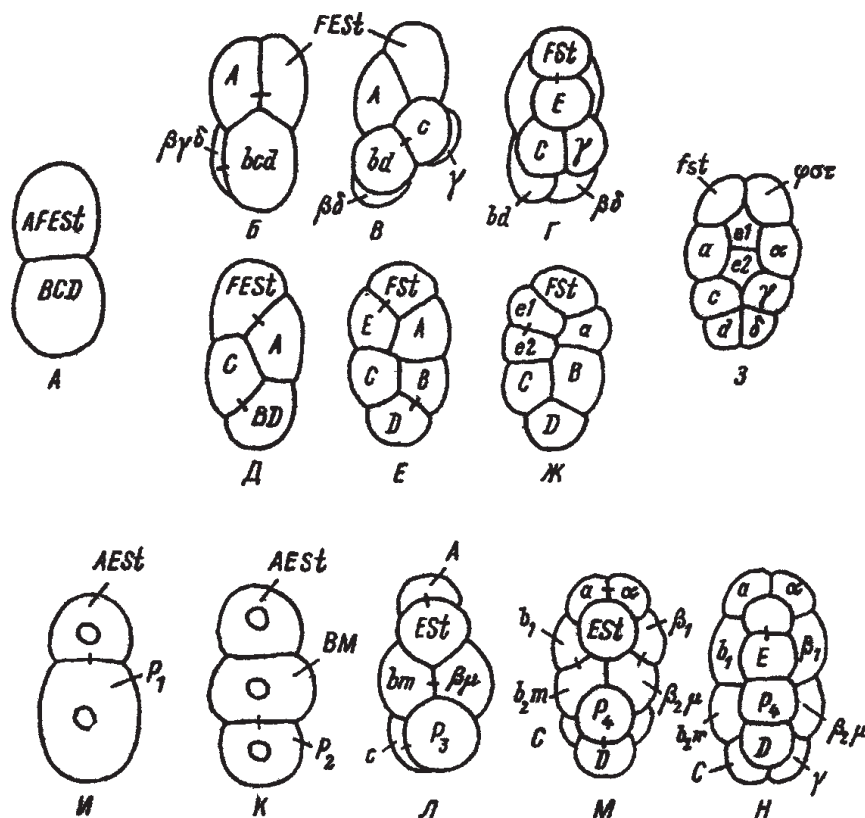 FESt
A
c
βγδ
bcd
bd
βδ
γ
Б
В
FSt
E
C γ
bd
βδ
Г
AFESt
BCD
А
fst
φστ
e1
a
α
e2
c
γ
d δ
З
FESt
C
A
BD
Д
FSt
E
A
C
B
D
Е
FSt
e1
a
e2
C
B
D
Ж
AESt
P1
И
AESt
BM
P2
К
A
ESt
bm
βμ
c
P3
Л
a α
b1
β1
ESt
b2m
β2μ
P4
C
D
М
a α
b1
β1
E
P4
b2m
β2μ
D
C
γ
Н